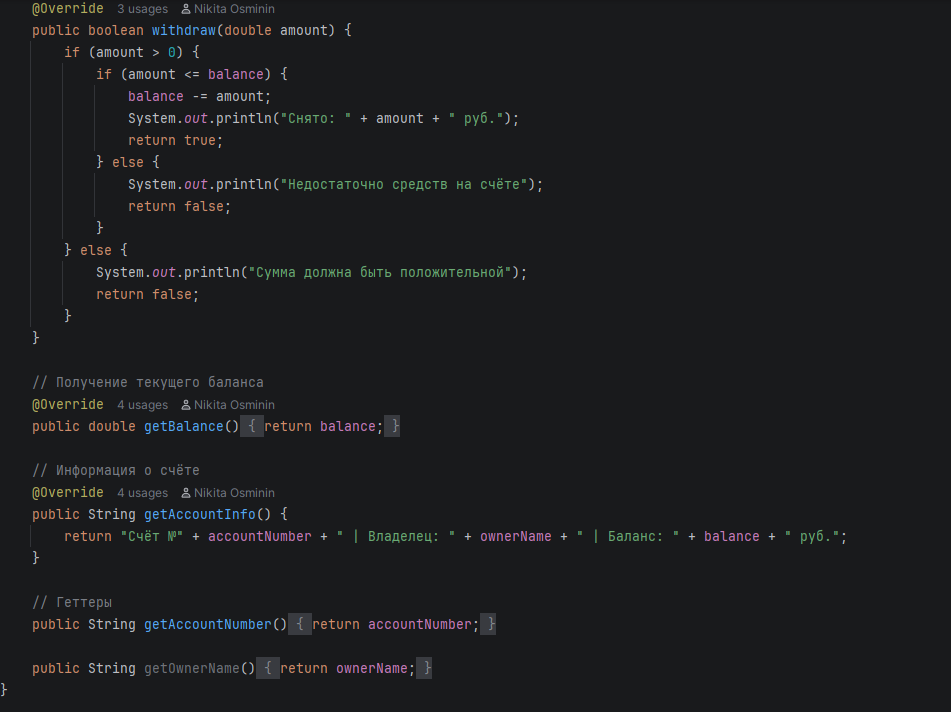 @Override 3 usages Nikita Osminin
public boolean withdraw(double amount) {
if (amount > 0) {
if (amount <= balance) {
balance -= amount;
System.out.println("Снято: " + amount + " руб.");
return true;
} else {
System.out.println("Недостаточно средств на счёте");
return false;
}
} else {
System.out.println("Сумма должна быть положительной");
return false;
}
}
// Получение текущего баланса
@Override 4 usages Nikita Osminin
public double getBalance() { return balance; }
// Информация о счёте
@Override 4 usages Nikita Osminin
public String getAccountInfo() {
return "Счёт №" + accountNumber + " | Владелец: " + ownerName + " | Баланс: " + balance + " руб.";
}
// Геттеры
public String getAccountNumber() { return accountNumber; }
public String getOwnerName() { return ownerName; }
}